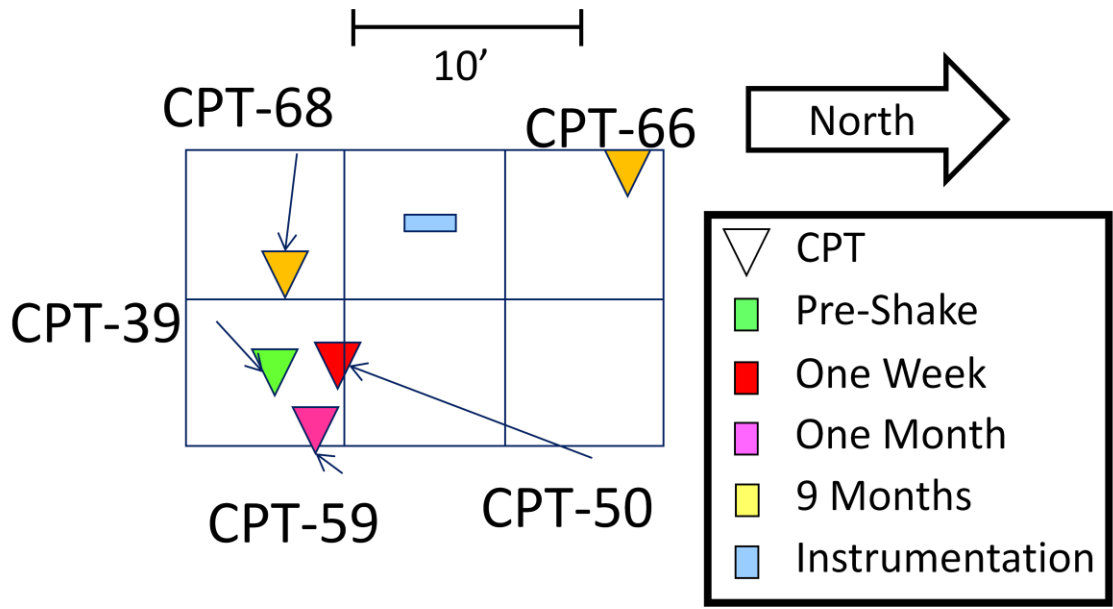 10’
CPT-68
CPT-66
North
CPT-39
CPT-59
CPT-50
CPT
Pre-Shake
One Week
One Month
9 Months
Instrumentation